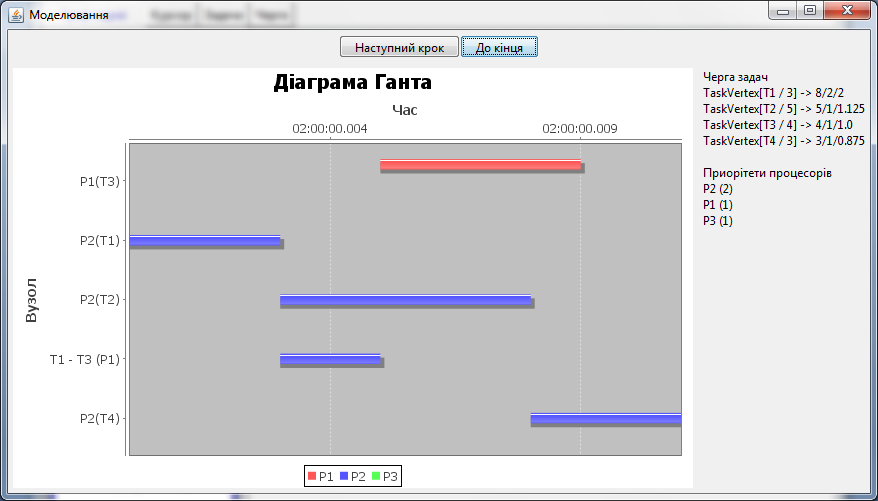 Моделювання
Наступний крок
До кінця
Діаграма Ганта
Час
02:00:00.004
02:00:00.009
Вузол
P1(T3)
P2(T1)
P2(T2)
T1 - T3 (P1)
P2(T4)
P1
P2
P3
Черга задач
TaskVertex[T1 / 3] -> 8/2/2
TaskVertex[T2 / 5] -> 5/1/1.125
TaskVertex[T3 / 4] -> 4/1/1.0
TaskVertex[T4 / 3] -> 3/1/0.875
Приорітети процесорів
P2 (2)
P1 (1)
P3 (1)